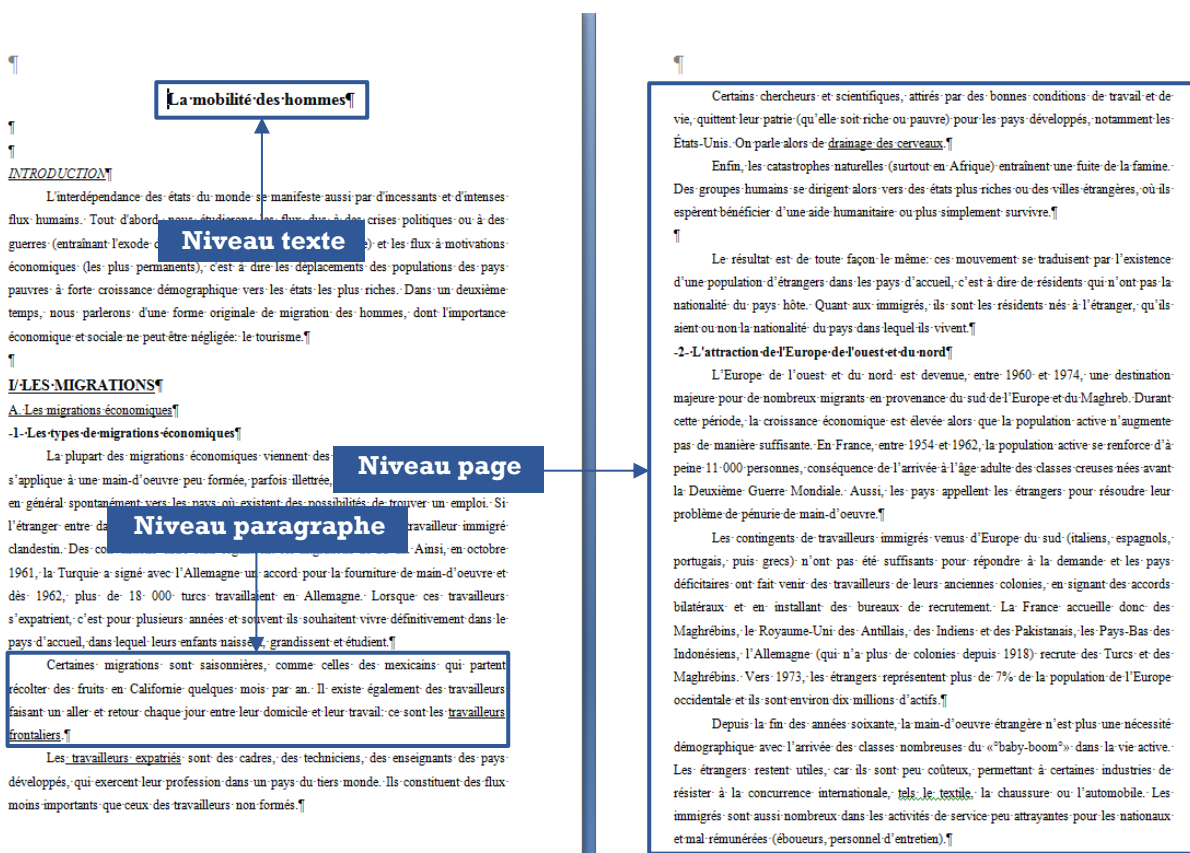 ¶
La mobilité des hommes¶
¶
¶
INTRODUCTION¶
L'interdépendance des états du monde se manifeste aussi par d'incessants et d'intenses
flux humains. Tout d'abord, nous étudierons les flux dus à des crises politiques ou à des
guerres (entraînant l'exode
Niveau texte
) et les flux à motivations
économiques (les plus permanents), c'est à dire les déplacements des populations des pays
pauvres à forte croissance démographique vers les états les plus riches. Dans un deuxième
temps, nous parlerons d'une forme originale de migration des hommes, dont l'importance
économique et sociale ne peut être négligée: le tourisme.¶
¶
I/ LES MIGRATIONS¶
A. Les migrations économiques¶
-1- Les types de migrations économiques¶
La plupart des migrations économiques viennent des
s'applique à une main-d'oeuvre peu formée, parfois illettrée,
Niveau page
en général spontanément vers les pays où existent des possibilités de trouver un emploi. Si
l'étranger entre
Niveau paragraphe
travailleur immigré
clandestin. Des
Ainsi, en octobre
1961, la Turquie a signé avec l'Allemagne un accord pour la fourniture de main-d'oeuvre et
dès 1962, plus de 18 000 turcs travaillaient en Allemagne. Lorsque ces travailleurs
s'expatrient, c'est pour plusieurs années et souvent ils souhaitent vivre définitivement dans le
pays d'accueil, dans lequel leurs enfants naissent, grandissent et étudient.¶
Certaines migrations sont saisonnières, comme celles des mexicains qui partent
récolter des fruits en Californie quelques mois par an. Il existe également des travailleurs
faisant un aller et retour chaque jour entre leur domicile et leur travail: ce sont les travailleurs
frontaliers.¶
Les travailleurs expatriés sont des cadres, des techniciens, des enseignants des pays
développés, qui exercent leur profession dans un pays du tiers monde. Ils constituent des flux
moins importants que ceux des travailleurs non formés.¶
¶
Certains chercheurs et scientifiques, attirés par des bonnes conditions de travail et de
vie, quittent leur patrie (qu'elle soit riche ou pauvre) pour les pays développés, notamment les
États-Unis. On parle alors de drainage des cerveaux.¶
Enfin, les catastrophes naturelles (surtout en Afrique) entraînent une fuite de la famine.
Des groupes humains se dirigent alors vers des états plus riches ou des villes étrangères, où ils
espèrent bénéficier d'une aide humanitaire ou plus simplement survivre.¶
¶
Le résultat est de toute façon le même: ces mouvement se traduisent par l'existence
d'une population d'étrangers dans les pays d'accueil, c'est à dire de résidents qui n'ont pas la
nationalité du pays hôte. Quant aux immigrés, ils sont les résidents nés à l'étranger, qu'ils
aient ou non la nationalité du pays dans lequel ils vivent.¶
-2- L'attraction de l'Europe de l'ouest et du nord¶
L'Europe de l'ouest et du nord est devenue, entre 1960 et 1974, une destination
majeure pour de nombreux migrants en provenance du sud de l'Europe et du Maghreb. Durant
cette période, la croissance économique est élevée alors que la population active n'augmente
pas de manière suffisante. En France, entre 1954 et 1962, la population active se renforce d'à
peine 11 000 personnes, conséquence de l'arrivée à l'âge adulte des classes creuses nées avant
la Deuxième Guerre Mondiale. Aussi, les pays appellent les étrangers pour résoudre leur
problème de pénurie de main-d'oeuvre.¶
Les contingents de travailleurs immigrés venus d'Europe du sud (italiens, espagnols,
portugais, puis grecs) n'ont pas été suffisants pour répondre à la demande et les pays
déficitaires ont fait venir des travailleurs de leurs anciennes colonies, en signant des accords
bilatéraux et en installant des bureaux de recrutement. La France accueille donc des
Maghrébins, le Royaume-Uni des Antillais, des Indiens et des Pakistanais, les Pays-Bas des
Indonésiens, l'Allemagne (qui n'a plus de colonies depuis 1918) recrute des Turcs et des
Maghrébins. Vers 1973, les étrangers représentent plus de 7% de la population de l'Europe
occidentale et ils sont environ dix millions d'actifs.¶
Depuis la fin des années soixante, la main-d'oeuvre étrangère n'est plus une nécessité
démographique avec l'arrivée des classes nombreuses du «°baby-boom°» dans la vie active.
Les étrangers restent utiles, car ils sont peu coûteux, permettant à certaines industries de
résister à la concurrence internationale, tels le textile, la chaussure ou l'automobile. Les
immigrés sont aussi nombreux dans les activités de service peu attrayantes pour les nationaux
et mal rémunérées (éboueurs, personnel d'entretien).¶